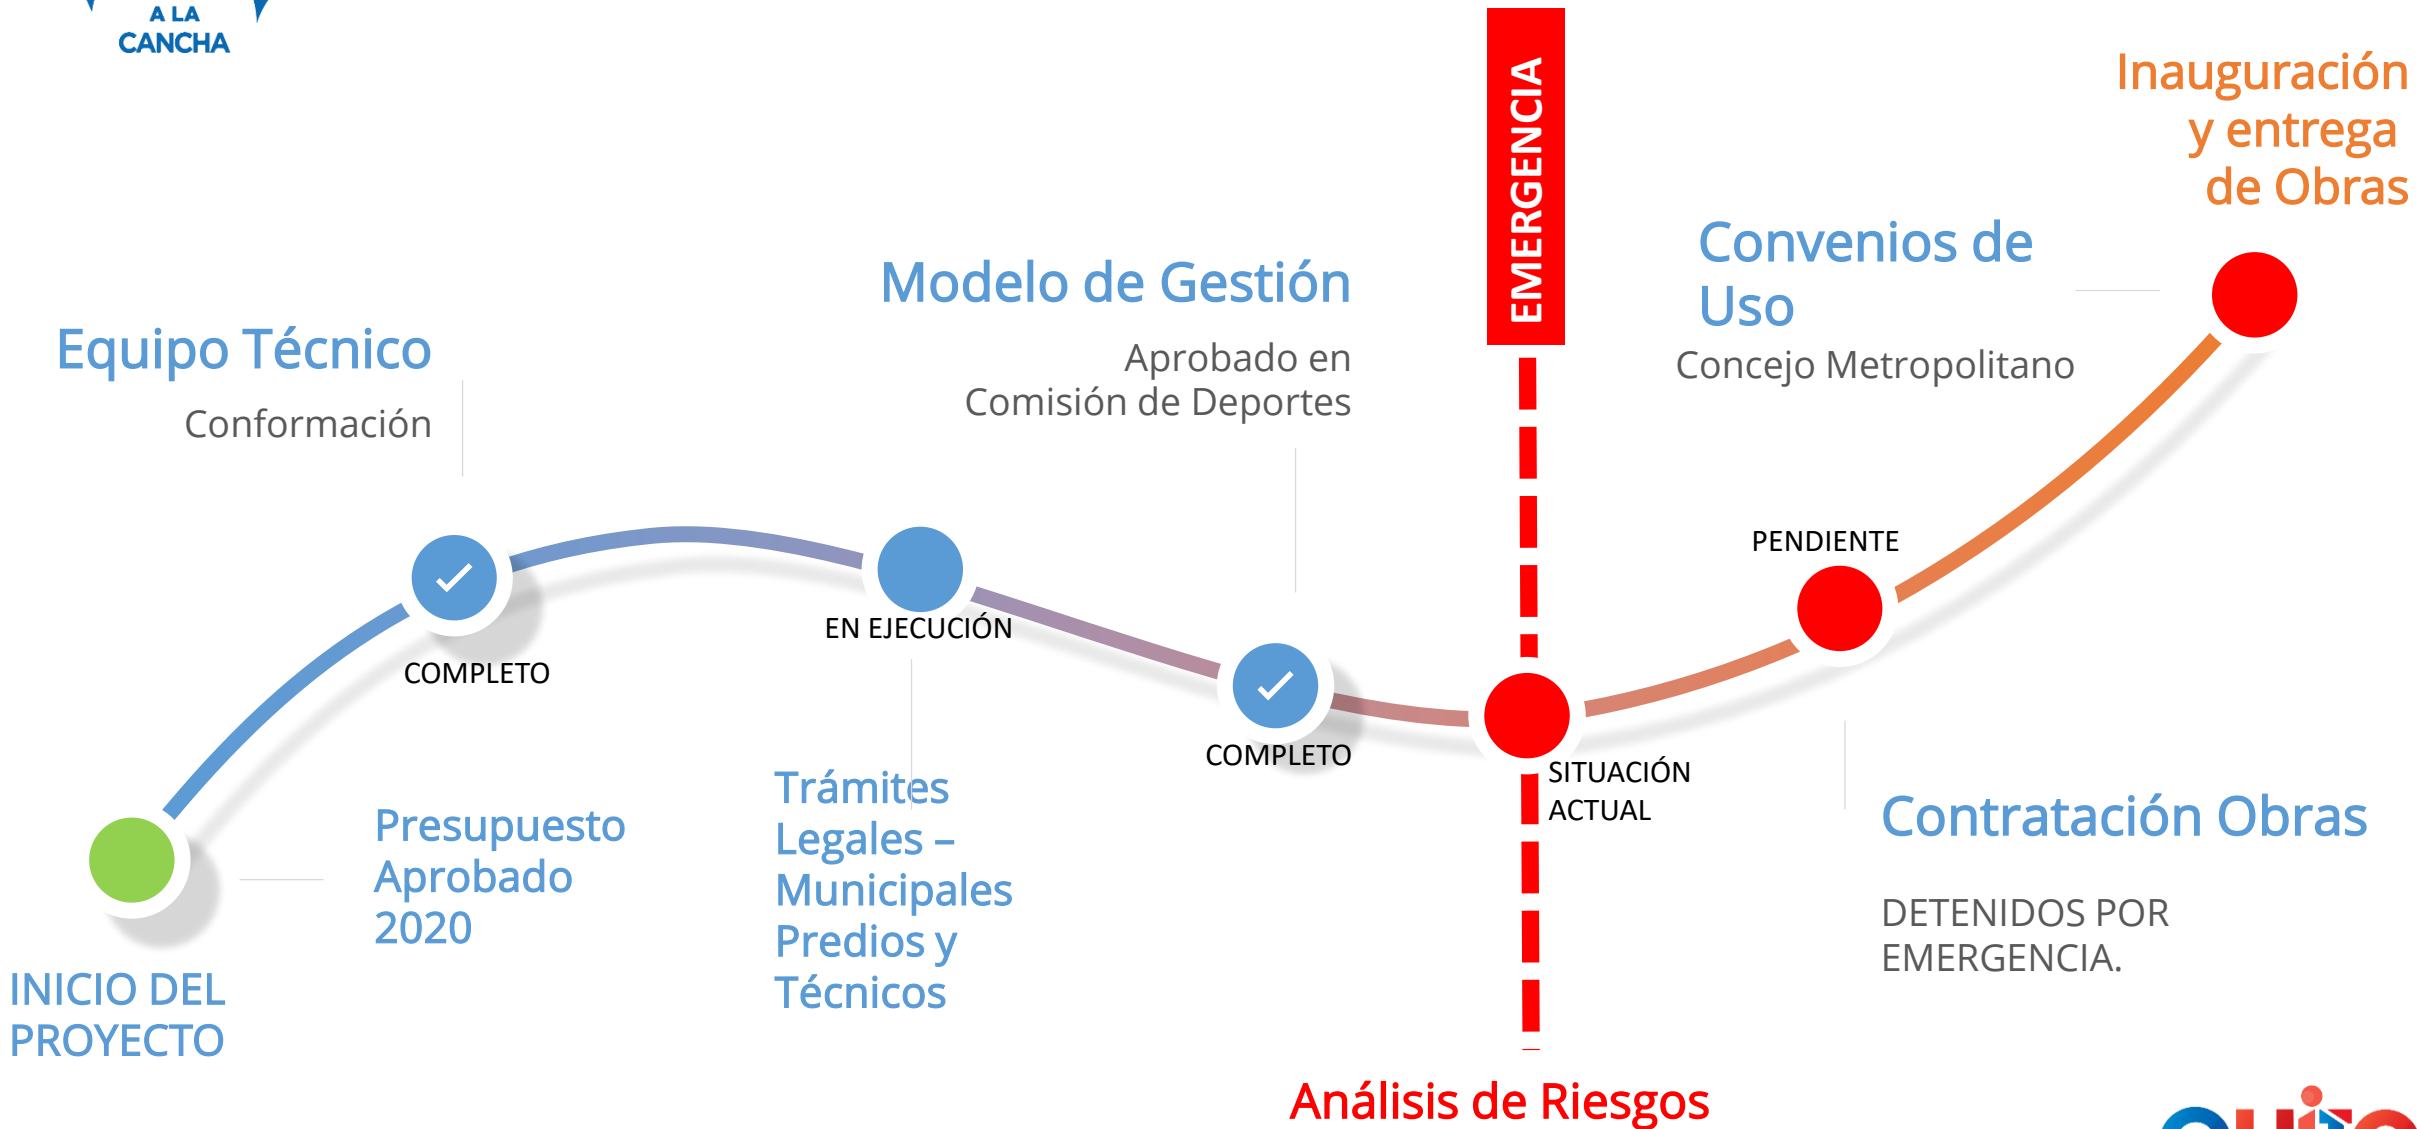 A LA
CANCHA
EMERGENCIA
Inauguración
y entrega
de Obras
Convenios de
Uso
Concejo Metropolitano
Modelo de Gestión
Aprobado en
Comisión de Deportes
Equipo Técnico
Conformación
PENDIENTE
EN EJECUCIÓN
COMPLETO
COMPLETO
SITUACIÓN
ACTUAL
Presupuesto
Aprobado
2020
Trámites
Legales –
Municipales
Predios y
Técnicos
Contratación Obras
DETENIDOS POR
EMERGENCIA.
INICIO DEL
PROYECTO
Análisis de Riesgos